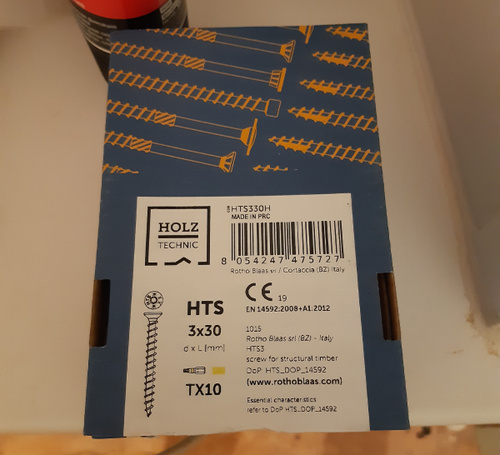 HTS330H
MADE IN PRC
HOLZ
TECHNIC
8 054247 475727
Rotho Blaas srl / Cortaccia (BZ) Italy
CE 19
EN 14592:2008+A1:2012
HTS
3x30
d x L [mm]
TX10
1015
Rotho Blaas srl (BZ) - Italy
HTS3
screw for structural timber
DoP: HTS_DOP_14592
(www.rothoblaas.com)
Essential characteristics
refer to DoP HTS_DOP_14592